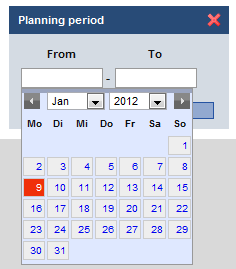 Planning period
From To
-
Jan 2012
Mo Di Mi Do Fr Sa So
1
2 3 4 5 6 7 8
9 10 11 12 13 14 15
16 17 18 19 20 21 22
23 24 25 26 27 28 29
30 31